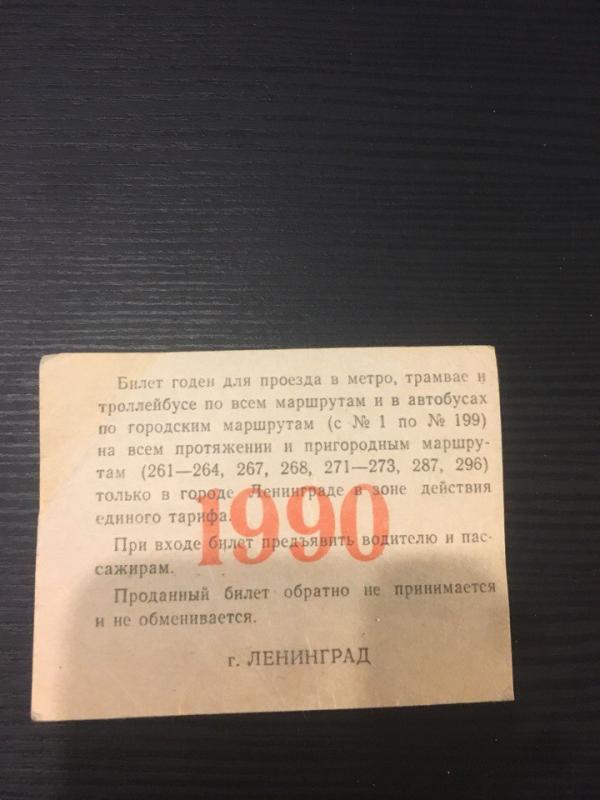 Билет годен для проезда в метро, трамвае и
троллейбусе по всем маршрутам и в автобусах
по городским маршрутам (с № 1 по № 199)
на всем протяжении и пригородным маршру-
там (261—264, 267, 268, 271—273, 287, 296)
только в городе Ленинграде в зоне действия
единого тарифа.
1990
При входе билет предъявить водителю и пас-
сажирам.
Проданный билет обратно не принимается
и не обменивается.
г. ЛЕНИНГРАД